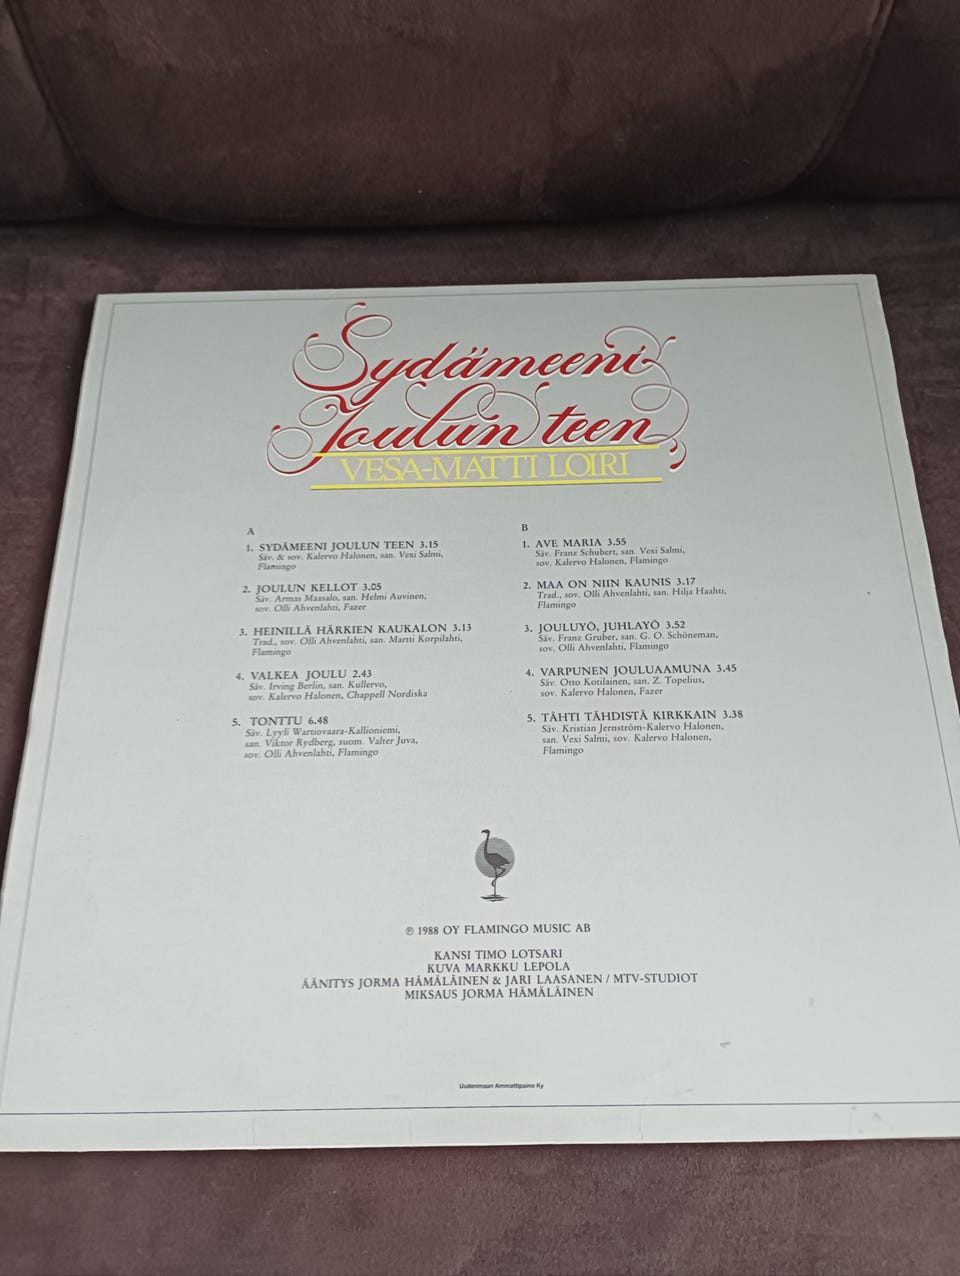 Sydämeeni
Joulun teen
VESA-MATTI LOIRI
A
1. SYDÄMEENI JOULUN TEEN 3.15
Säv. & sov. Kalervo Halonen, san. Vexi Salmi,
Flamingo
2. JOULUN KELLOT 3.05
Säv. Armas Maasalo, san. Helmi Auvinen,
sov. Olli Ahvenlahti, Fazer
3. HEINILLÄ HÄRKIEN KAUKALON 3.13
Trad., sov. Olli Ahvenlahti, san. Martti Korpilahti,
Flamingo
4. VALKEA JOULU 2.43
Säv. Irving Berlin, san. Kullervo,
sov. Kalervo Halonen, Chappell Nordiska
5. TONTTU 6.48
Säv. Lyyli Wartiovaara-Kallioniemi,
san. Viktor Rydberg, suom. Valter Juva,
sov. Olli Ahvenlahti, Flamingo
B
1. AVE MARIA 3.55
Säv. Franz Schubert, san. Vexi Salmi,
sov. Kalervo Halonen, Flamingo
2. MAA ON NIIN KAUNIS 3.17
Trad., sov. Olli Ahvenlahti, san. Hilja Haahti,
Flamingo
3. JOULUYÖ, JUHLAYÖ 3.52
Säv. Franz Gruber, san. G. O. Schöneman,
sov. Olli Ahvenlahti, Flamingo
4. VARPUNEN JOULUAAMUNA 3.45
Säv. Otto Kotilainen, san. Z. Topelius,
sov. Kalervo Halonen, Fazer
5. TÄHTI TÄHDISTÄ KIRKKAIN 3.38
Säv. Kristian Jernström-Kalervo Halonen,
san. Vexi Salmi, sov. Kalervo Halonen,
Flamingo
℗ 1988 OY FLAMINGO MUSIC AB
KANSI TIMO LOTSARI
KUVA MARKKU LEPOLA
ÄÄNITYS JORMA HÄMÄLÄINEN & JARI LAASANEN / MTV-STUDIOT
MIKSAUS JORMA HÄMÄLÄINEN
Uudenmaan Ammattipaino Ky